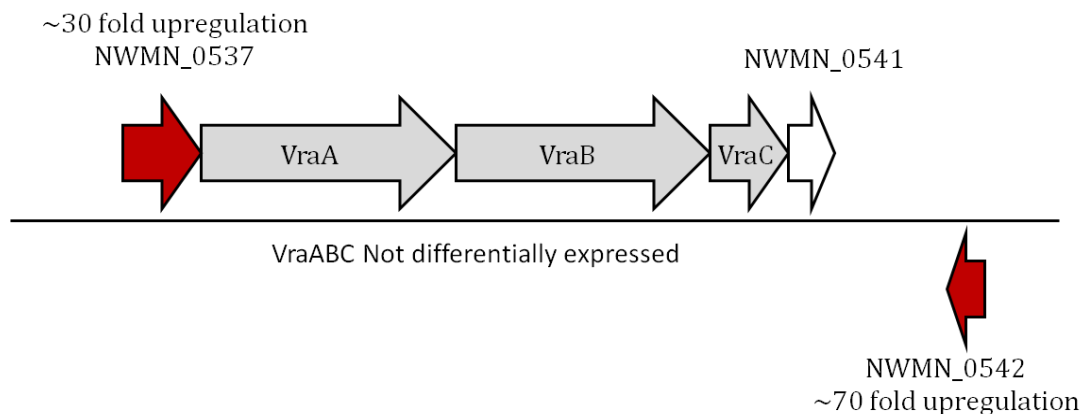 ~30 fold upregulation
NWMN_0537
NWMN_0541
VraA
VraB
VraC
VraABC Not differentially expressed
NWMN_0542
~70 fold upregulation